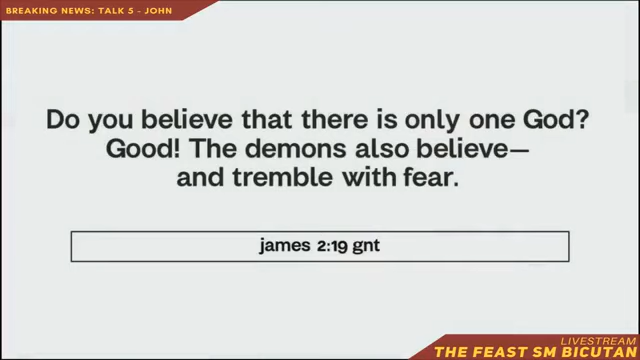 BREAKING NEWS: TALK 5 - JOHN
Do you believe that there is only one God?
Good! The demons also believe—
and tremble with fear.
james 2:19 gnt
LIVESTREAM
THE FEAST SM BICUTAN